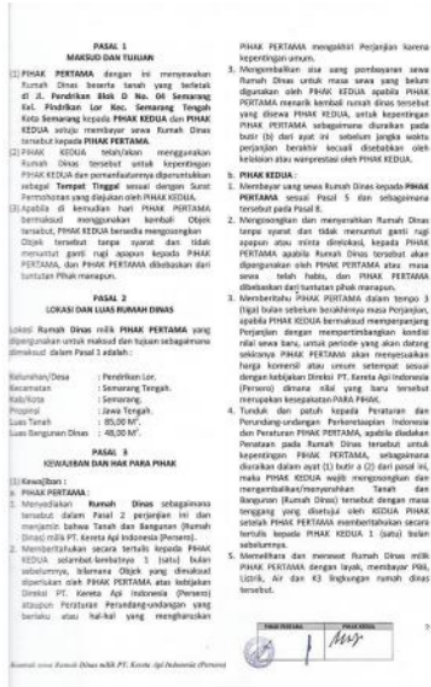 PASAL 1
MAKSUD DAN TUJUAN
(1) PIHAK PERTAMA dengan ini menyewakan
Rumah Dinas beserta tanah yang terletak
di Jl. Pendrikan Blok D No. 04 Semarang
Kel. Pindrikan Lor Kec. Semarang Tengah
Kota Semarang kepada PIHAK KEDUA dan PIHAK
KEDUA setuju membayar sewa Rumah Dinas
tersebut kepada PIHAK PERTAMA.
(2) PIHAK KEDUA telah/akan menggunakan
Rumah Dinas tersebut untuk kepentingan
PIHAK KEDUA dan pemanfaatannya diperuntukkan
sebagai Tempat Tinggal sesuai dengan Surat
Permohonan yang diajukan oleh PIHAK KEDUA.
(3) Apabila di kemudian hari PIHAK PERTAMA
bermaksud menggunakan kembali Objek
tersebut, PIHAK KEDUA bersedia mengosongkan
Objek tersebut tanpa syarat dan tidak
menuntut ganti rugi apapun kepada PIHAK
PERTAMA, dan PIHAK PERTAMA dibebaskan dari
tuntutan Pihak manapun.
PASAL 2
LOKASI DAN LUAS RUMAH DINAS
Lokasi Rumah Dinas milik PIHAK PERTAMA yang
dipergunakan untuk maksud dan tujuan sebagaimana
dimaksud dalam Pasal 1 adalah :
Kelurahan/Desa : Pendrikan Lor,
Kecamatan : Semarang Tengah.
Kab/Kota : Semarang,
Propinsi : Jawa Tengah.
Luas Tanah : 85,00 M².
Luas Bangunan Dinas : 48,00 M².
PASAL 3
KEWAJIBAN DAN HAK PARA PIHAK
(1) Kewajiban :
a. PIHAK PERTAMA :
1. Menyediakan Rumah Dinas sebagaimana
tersebut dalam Pasal 2 perjanjian ini dan
menjamin bahwa Tanah dan Bangunan (Rumah
Dinas) milik PT. Kereta Api Indonesia (Persero).
2. Memberitahukan secara tertulis kepada PIHAK
KEDUA selambat-lambatnya 1 (satu) bulan
sebelumnya, bilamana Objek yang dimaksud
diperlukan oleh PIHAK PERTAMA atas kebijakan
Direksi PT. Kereta Api Indonesia (Persero)
ataupun Peraturan Perundang-undangan yang
berlaku atau hal-hal yang mengharuskan
PIHAK PERTAMA mengakhiri Perjanjian karena
kepentingan umum.
3. Mengembalikan sisa uang pembayaran sewa
Rumah Dinas untuk masa sewa yang belum
digunakan oleh PIHAK KEDUA apabila PIHAK
PERTAMA menarik kembali rumah dinas tersebut
yang disewa PIHAK KEDUA, untuk kepentingan
PIHAK PERTAMA sebagaimana diuraikan pada
butir (b) dari ayat ini sebelum jangka waktu
perjanjian berakhir kecuali disebabkan oleh
kelalaian atau wanprestasi oleh PIHAK KEDUA.
b. PIHAK KEDUA :
1. Membayar uang sewa Rumah Dinas kepada PIHAK
PERTAMA sesuai Pasal 5 dan sebagaimana
tersebut pada Pasal 8.
2. Mengosongkan dan menyerahkan Rumah Dinas
tanpa syarat dan tidak menuntut ganti rugi
apapun atau minta direlokasi, kepada PIHAK
PERTAMA apabila Rumah Dinas tersebut akan
dipergunakan oleh PIHAK PERTAMA atau masa
sewa telah habis, dan PIHAK PERTAMA
dibebaskan dari tuntutan pihak manapun.
3. Memberitahu PIHAK PERTAMA dalam tempo 3
(tiga) bulan sebelum berakhirnya masa Perjanjian,
apabila PIHAK KEDUA bermaksud memperpanjang
Perjanjian dengan mempertimbangkan kondisi
nilai sewa baru, untuk periode yang akan datang
sekiranya PIHAK PERTAMA akan menyesuaikan
harga komersil atau umum setempat sesuai
dengan kebijakan Direksi PT. Kereta Api Indonesia
(Persero) dimana nilai yang baru tersebut
merupakan kesepakatan PARA PIHAK.
4. Tunduk dan patuh kepada Peraturan dan
Perundang-undangan Perkeretaapian Indonesia
dan Peraturan PIHAK PERTAMA, apabila diadakan
Penataan pada Rumah Dinas tersebut untuk
kepentingan PIHAK PERTAMA, sebagaimana
diuraikan dalam ayat (1) butir a (2) dari pasal ini,
maka PIHAK KEDUA wajib mengosongkan dan
mengembalikan/menyerahkan Tanah dan
Bangunan (Rumah Dinas) tersebut dengan masa
tenggang yang disetujui oleh PIHAK KEDUA
setelah PIHAK PERTAMA memberitahukan secara
tertulis kepada PIHAK KEDUA 1 (satu) bulan
sebelumnya.
5. Memelihara dan merawat Rumah Dinas milik
PIHAK PERTAMA dengan layak, membayar PBB,
Listrik, Air dan K3 lingkungan rumah dinas
tersebut.
PIHAK PERTAMA PIHAK KEDUA
Kontrak sewa Rumah Dinas milik PT. Kereta Api Indonesia (Persero)